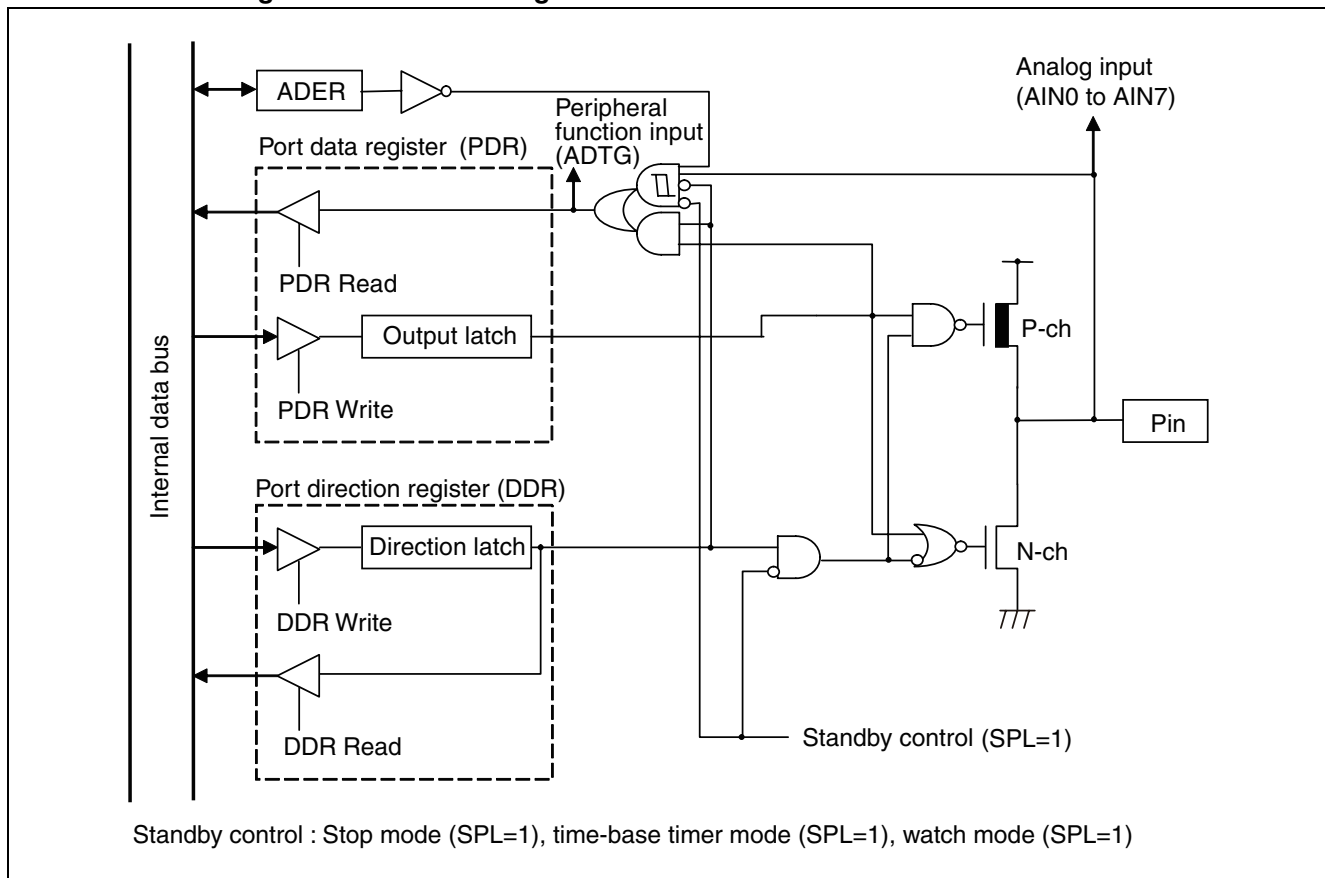 Analog input
(AIN0 to AIN7)
ADER
Peripheral
function input
(ADTG)
Port data register (PDR)
PDR Read
Output latch
PDR Write
P-ch
Pin
Internal data bus
Port direction register (DDR)
Direction latch
N-ch
DDR Write
DDR Read
Standby control (SPL=1)
Standby control : Stop mode (SPL=1), time-base timer mode (SPL=1), watch mode (SPL=1)